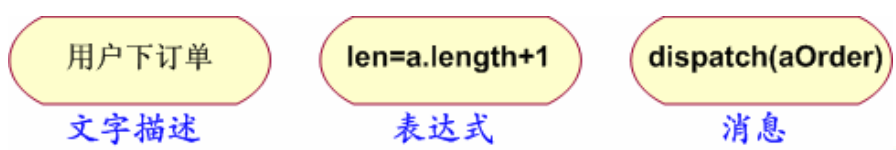 用户下订单 len=a.length+1 dispatch(aOrder)
文字描述 表达式 消息